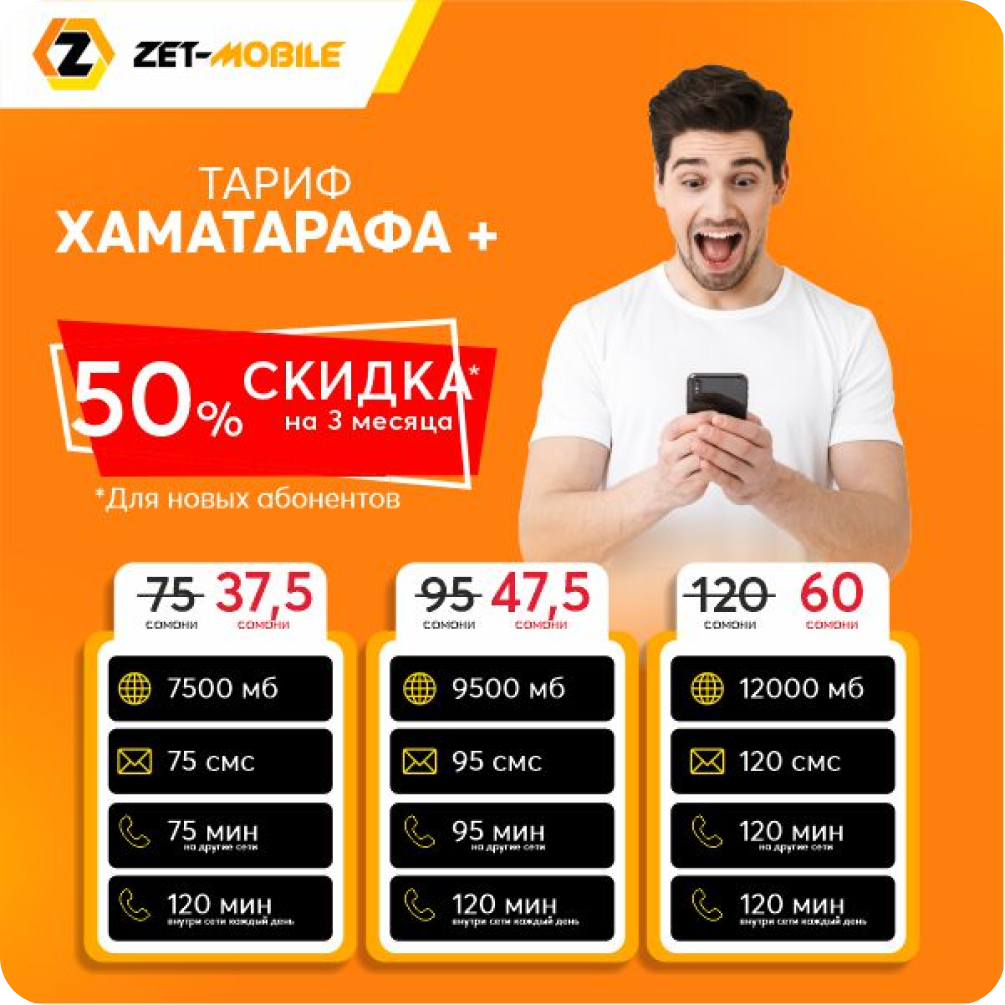 Z ZET-MOBILE
ТАРИФ
ХАМАТАРАФА +
50% СКИДКА*
на 3 месяца
*Для новых абонентов
75 37,5
сомони сомони
7500 мб
75 смс
75 мин
на другие сети
120 мин
внутри сети каждый день
95 47,5
сомони сомони
9500 мб
95 смс
95 мин
на другие сети
120 мин
внутри сети каждый день
120 60
сомони сомони
12000 мб
120 смс
120 мин
на другие сети
120 мин
внутри сети каждый день